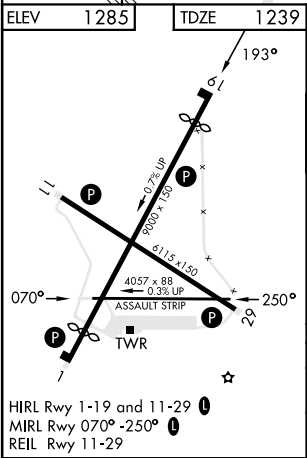 ELEV 1285
TDZE 1239
193°
19
0.7% UP
9000 x 150
P
P
11
6115 x150
4057 x 88
0.3% UP
070°
250°
ASSAULT STRIP
P
29
P
TWR
1
HIRL Rwy 1-19 and 11-29 L
MIRL Rwy 070° -250° L
REIL Rwy 11-29